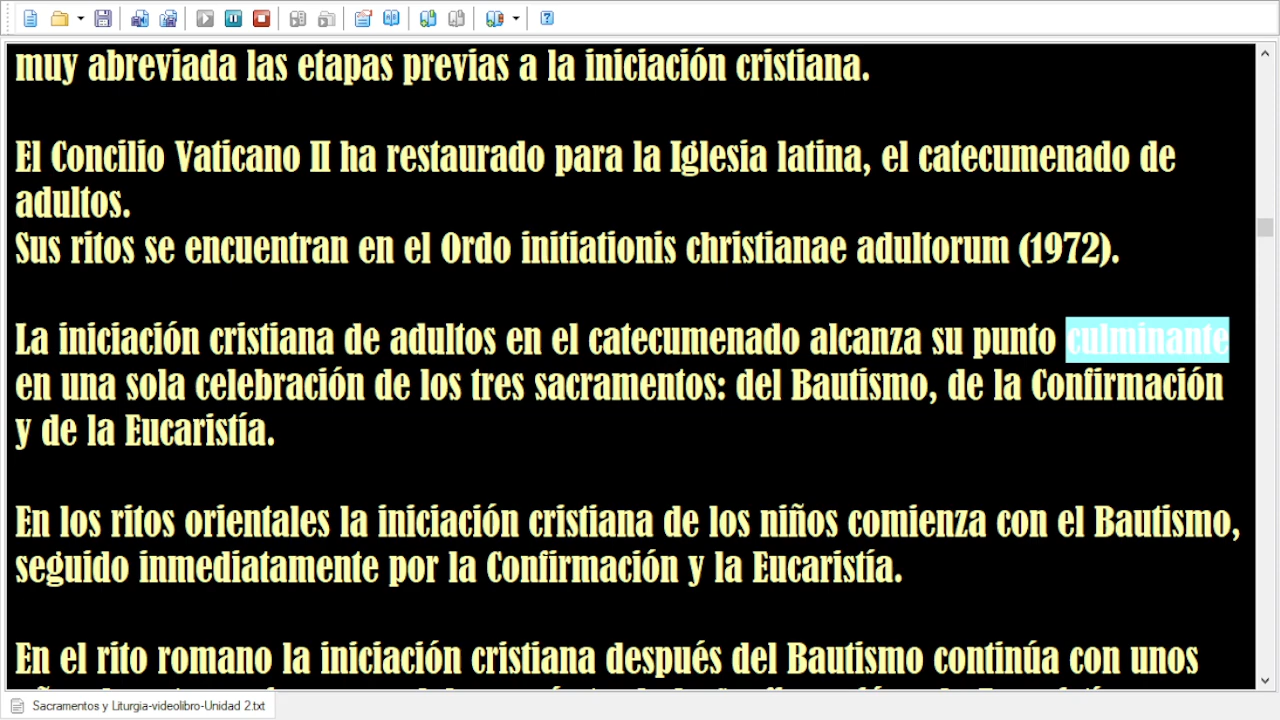 muy abreviada las etapas previas a la iniciación cristiana.
El Concilio Vaticano II ha restaurado para la Iglesia latina, el catecumenado de
adultos.
Sus ritos se encuentran en el Ordo initiationis christianae adultorum (1972).
La iniciación cristiana de adultos en el catecumenado alcanza su punto culminante
en una sola celebración de los tres sacramentos: del Bautismo, de la Confirmación
y de la Eucaristía.
En los ritos orientales la iniciación cristiana de los niños comienza con el Bautismo,
seguido inmediatamente por la Confirmación y la Eucaristía.
En el rito romano la iniciación cristiana después del Bautismo continúa con unos
Sacramentos y Liturgia-videolibro-Unidad 2.txt